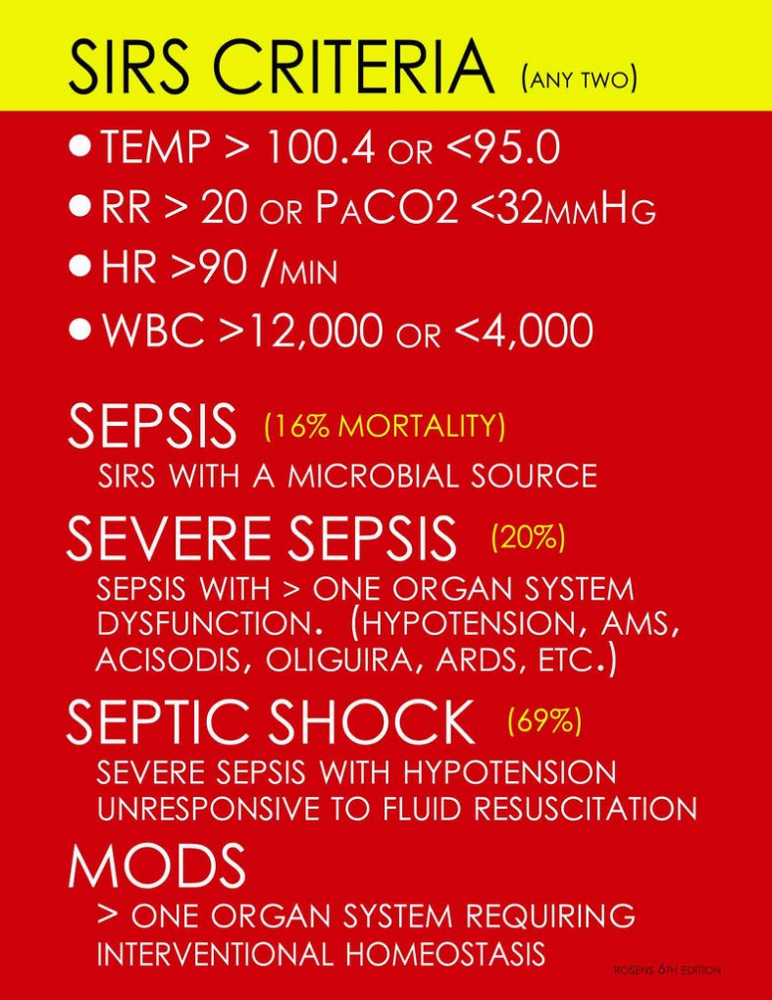 SIRS CRITERIA (ANY TWO)
● TEMP > 100.4 OR <95.0
● RR > 20 OR PACO2 <32MMHG
● HR >90 /MIN
● WBC >12,000 OR <4,000
SEPSIS (16% MORTALITY)
SIRS WITH A MICROBIAL SOURCE
SEVERE SEPSIS (20%)
SEPSIS WITH > ONE ORGAN SYSTEM
DYSFUNCTION. (HYPOTENSION, AMS,
ACISODIS, OLIGUIRA, ARDS, ETC.)
SEPTIC SHOCK (69%)
SEVERE SEPSIS WITH HYPOTENSION
UNRESPONSIVE TO FLUID RESUSCITATION
MODS
> ONE ORGAN SYSTEM REQUIRING
INTERVENTIONAL HOMEOSTASIS
ROSENS 6TH EDITION